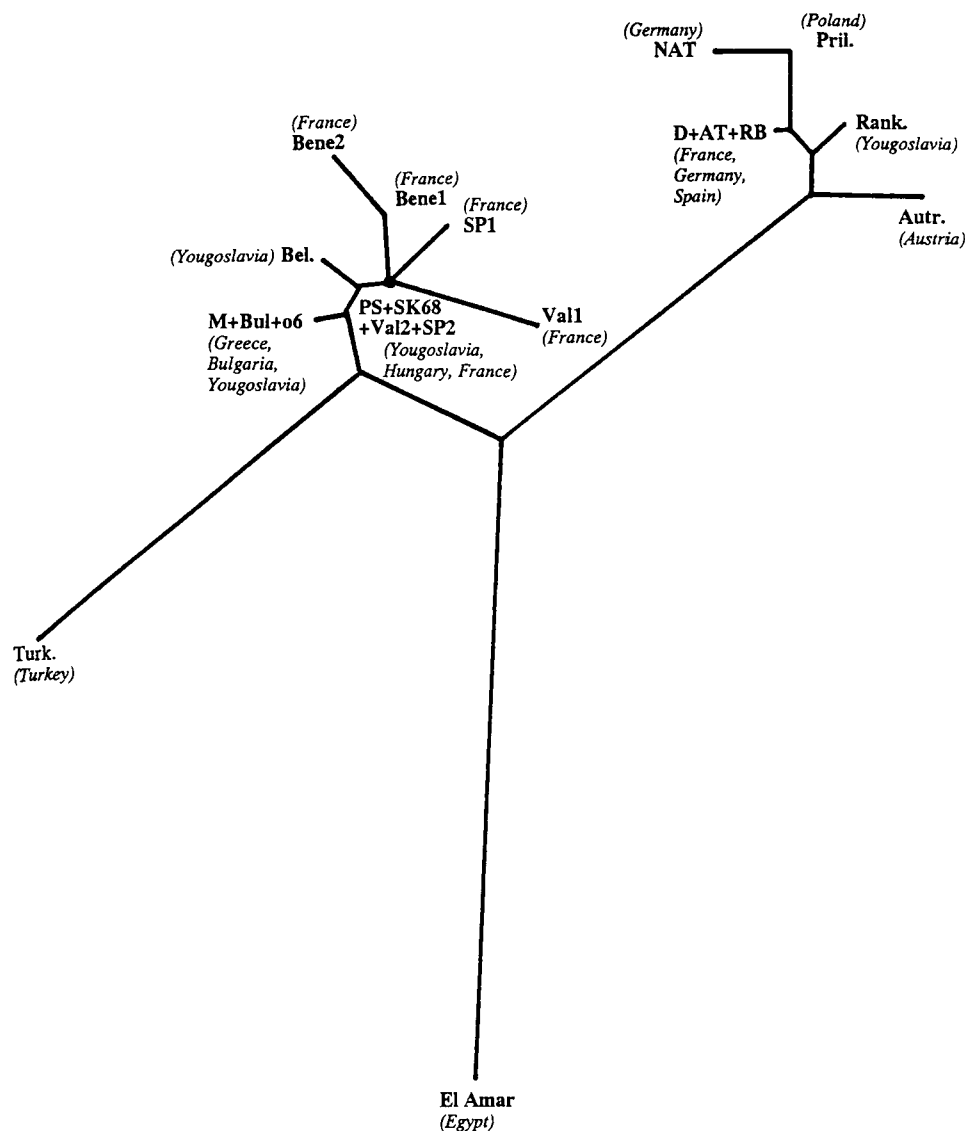 (Germany)
NAT
(Poland)
Pril.
D+AT+RB
(France,
Germany,
Spain)
Rank.
(Yougoslavia)
Autr.
(Austria)
(France)
Bene2
(France)
Bene1
(France)
SP1
(Yougoslavia) Bel.
M+Bul+o6
(Greece,
Bulgaria,
Yougoslavia)
PS+SK68
+Val2+SP2
(Yougoslavia,
Hungary, France)
Val1
(France)
Turk.
(Turkey)
El Amar
(Egypt)